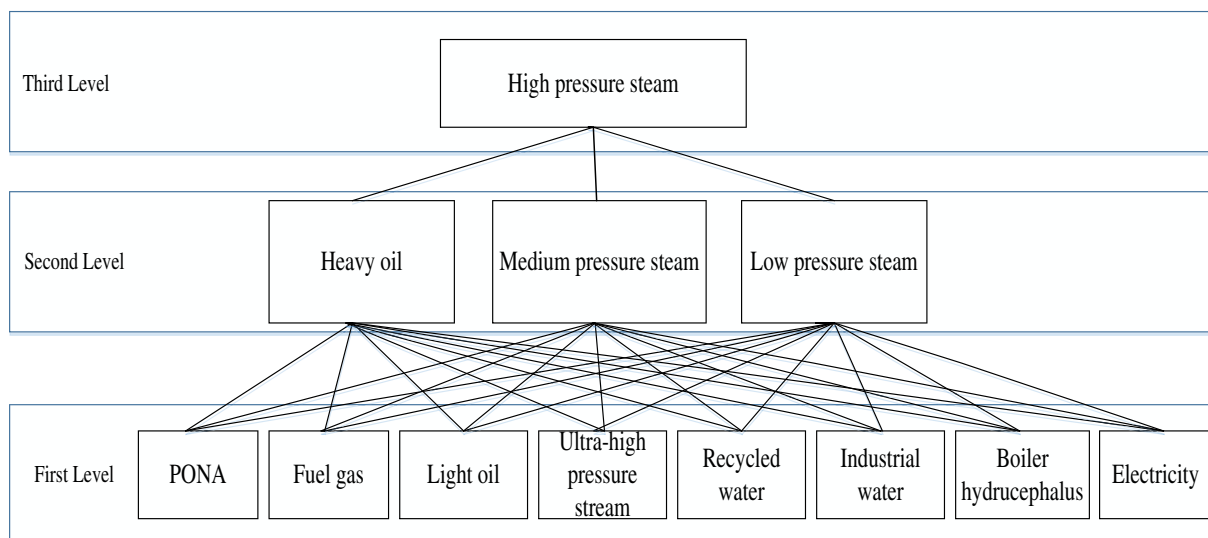 Third Level
High pressure steam
Second Level
Heavy oil
Medium pressure steam
Low pressure steam
First Level
PONA
Fuel gas
Light oil
Ultra-high
pressure
stream
Recycled
water
Industrial
water
Boiler
hydrucephalus
Electricity